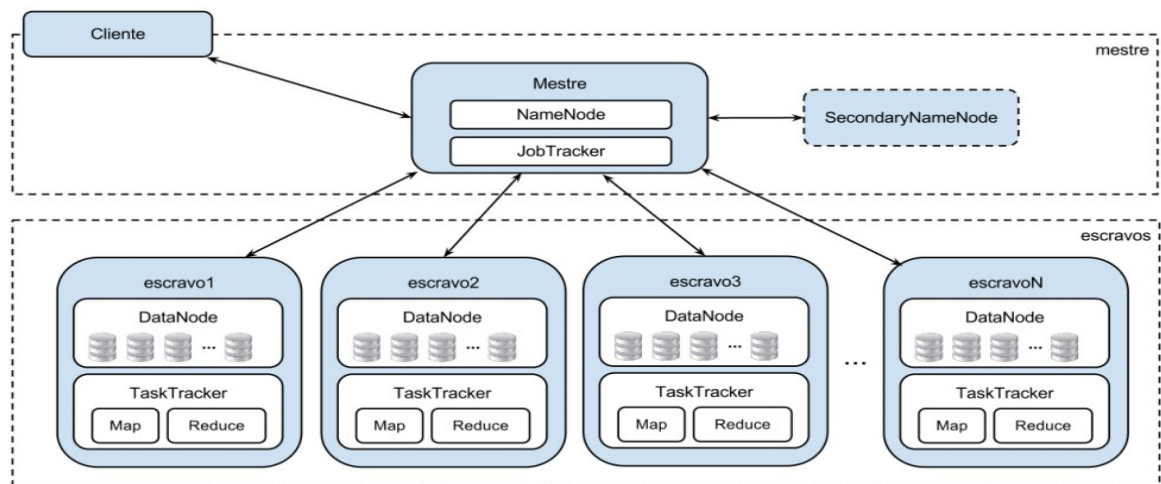 Cliente
mestre
Mestre
NameNode
JobTracker
SecondaryNameNode
escravos
escravo1
DataNode
...
TaskTracker
Map
Reduce
escravo2
DataNode
...
TaskTracker
Map
Reduce
escravo3
DataNode
...
TaskTracker
Map
Reduce
...
escravoN
DataNode
...
TaskTracker
Map
Reduce